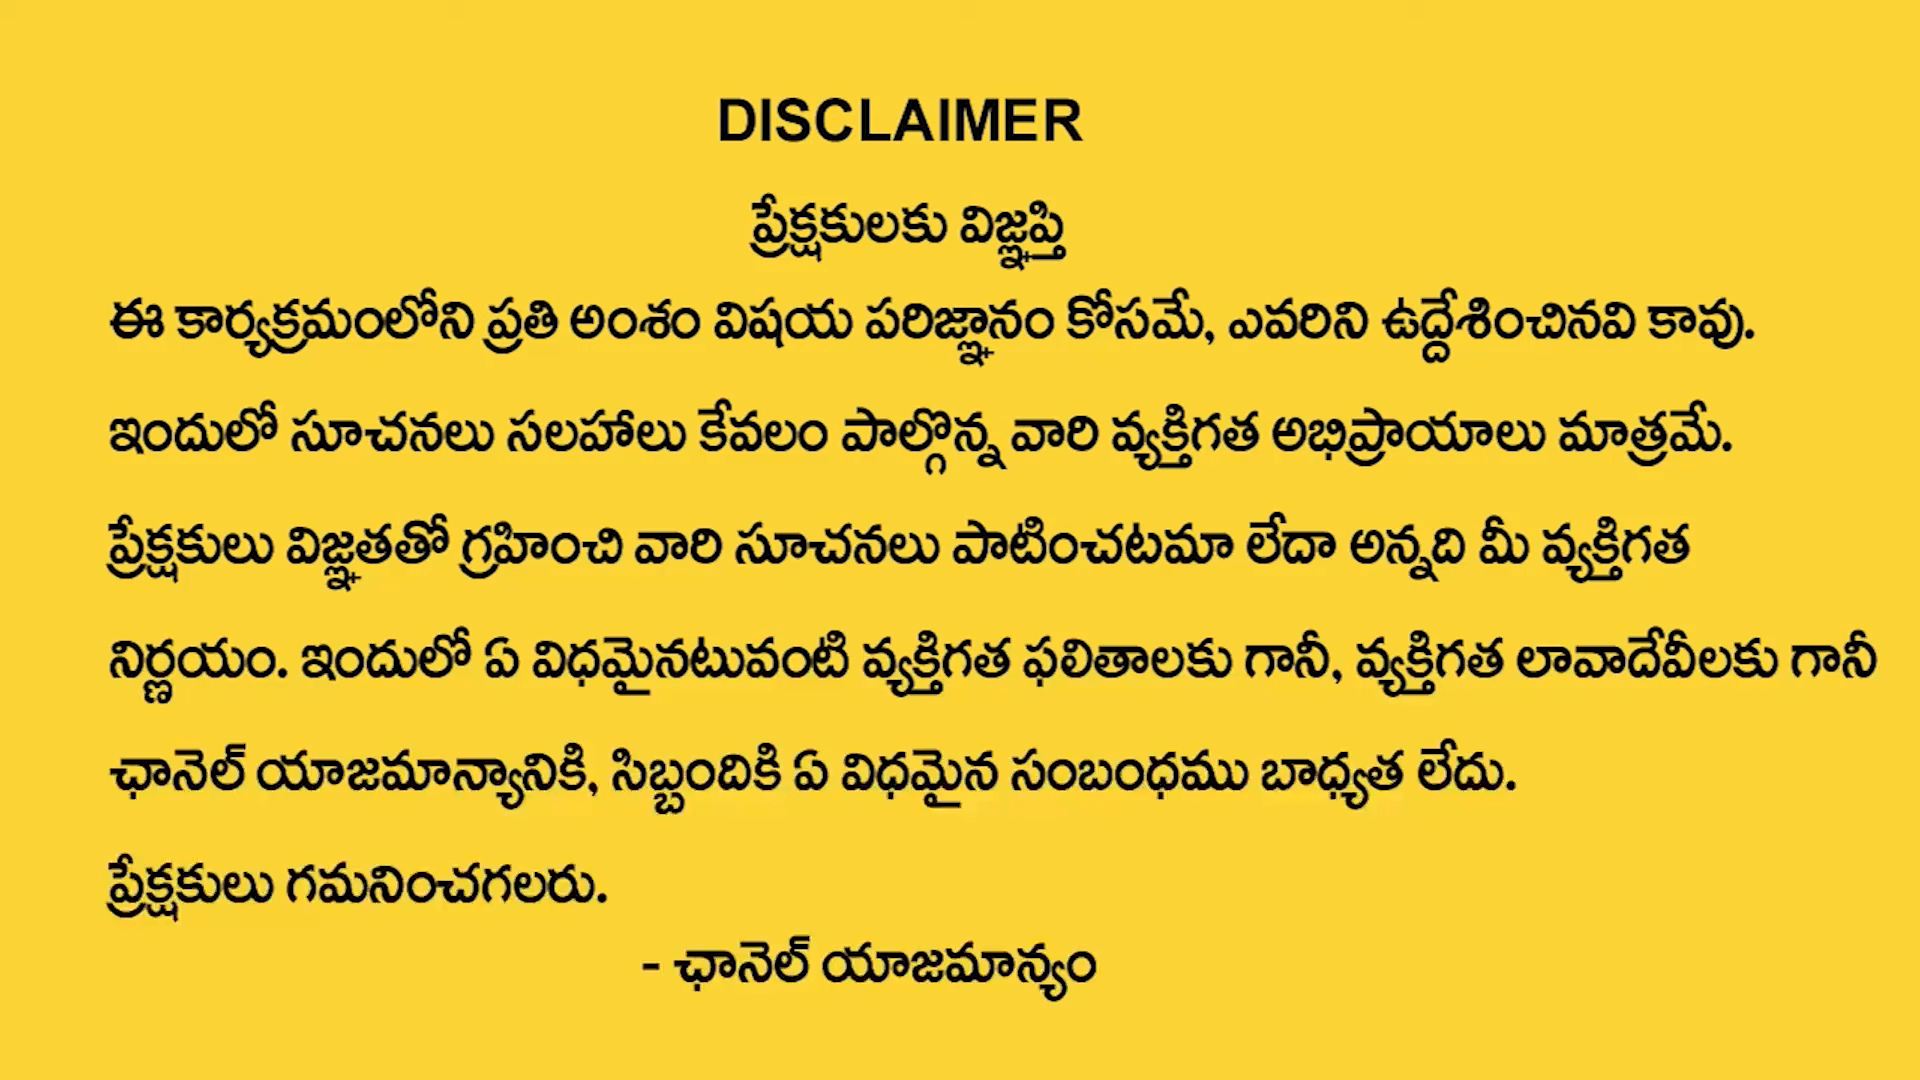 DISCLAIMER
ప్రేక్షకులకు విజ్ఞప్తి
ఈ కార్యక్రమంలోని ప్రతి అంశం విషయ పరిజ్ఞానం కోసమే, ఎవరిని ఉద్దేశించినవి కావు.
ఇందులో సూచనలు సలహాలు కేవలం పాల్గొన్న వారి వ్యక్తిగత అభిప్రాయాలు మాత్రమే.
ప్రేక్షకులు విజ్ఞతతో గ్రహించి వారి సూచనలు పాటించటమా లేదా అన్నది మీ వ్యక్తిగత
నిర్ణయం. ఇందులో ఏ విధమైనటువంటి వ్యక్తిగత ఫలితాలకు గానీ, వ్యక్తిగత లావాదేవీలకు గానీ
ఛానెల్ యాజమాన్యానికి, సిబ్బందికి ఏ విధమైన సంబంధము బాధ్యత లేదు.
ప్రేక్షకులు గమనించగలరు.
- ఛానెల్ యాజమాన్యం